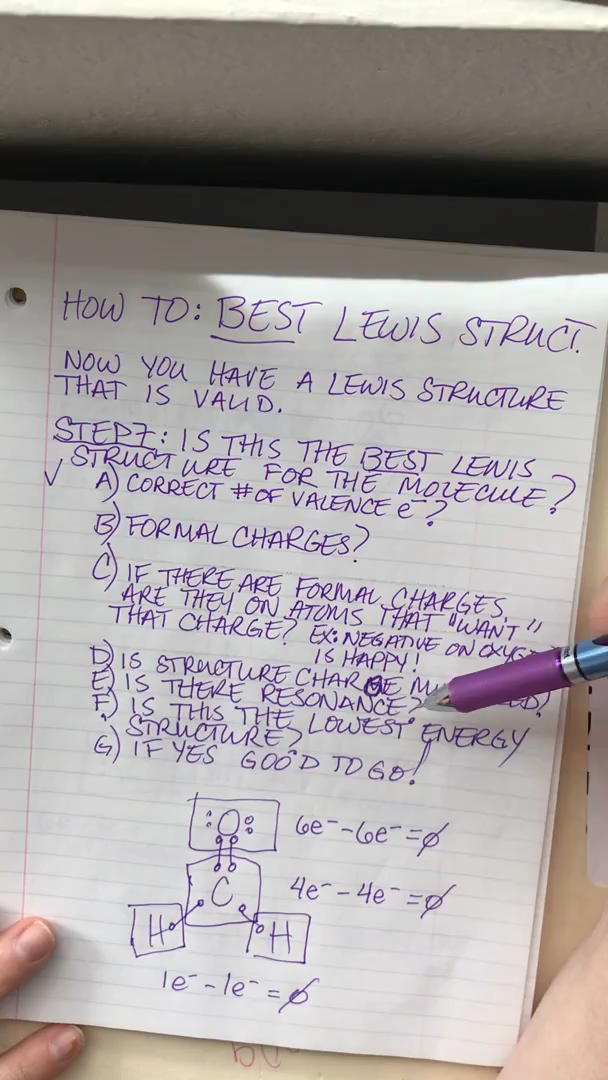 HOW TO: BEST LEWIS STRUCT.
NOW YOU HAVE A LEWIS STRUCTURE
THAT IS VALID.
STEP7: IS THIS THE BEST LEWIS
STRUCTURE FOR THE MOLECULE?
✓ A) CORRECT # OF VALENCE e⁻?
B) FORMAL CHARGES?
C) IF THERE ARE FORMAL CHARGES,
ARE THEY ON ATOMS THAT "WANT"
THAT CHARGE? EX: NEGATIVE ON
IS HAPPY!
D) IS STRUCTURE CHARGE
E) IS THERE RESONANCE?
F) IS THIS THE LOWEST ENERGY
STRUCTURE?
G) IF YES GOOD TO GO!
:O: 6e⁻-6e⁻=∅
C 4e⁻-4e⁻=∅
H H
1e⁻-1e⁻=∅